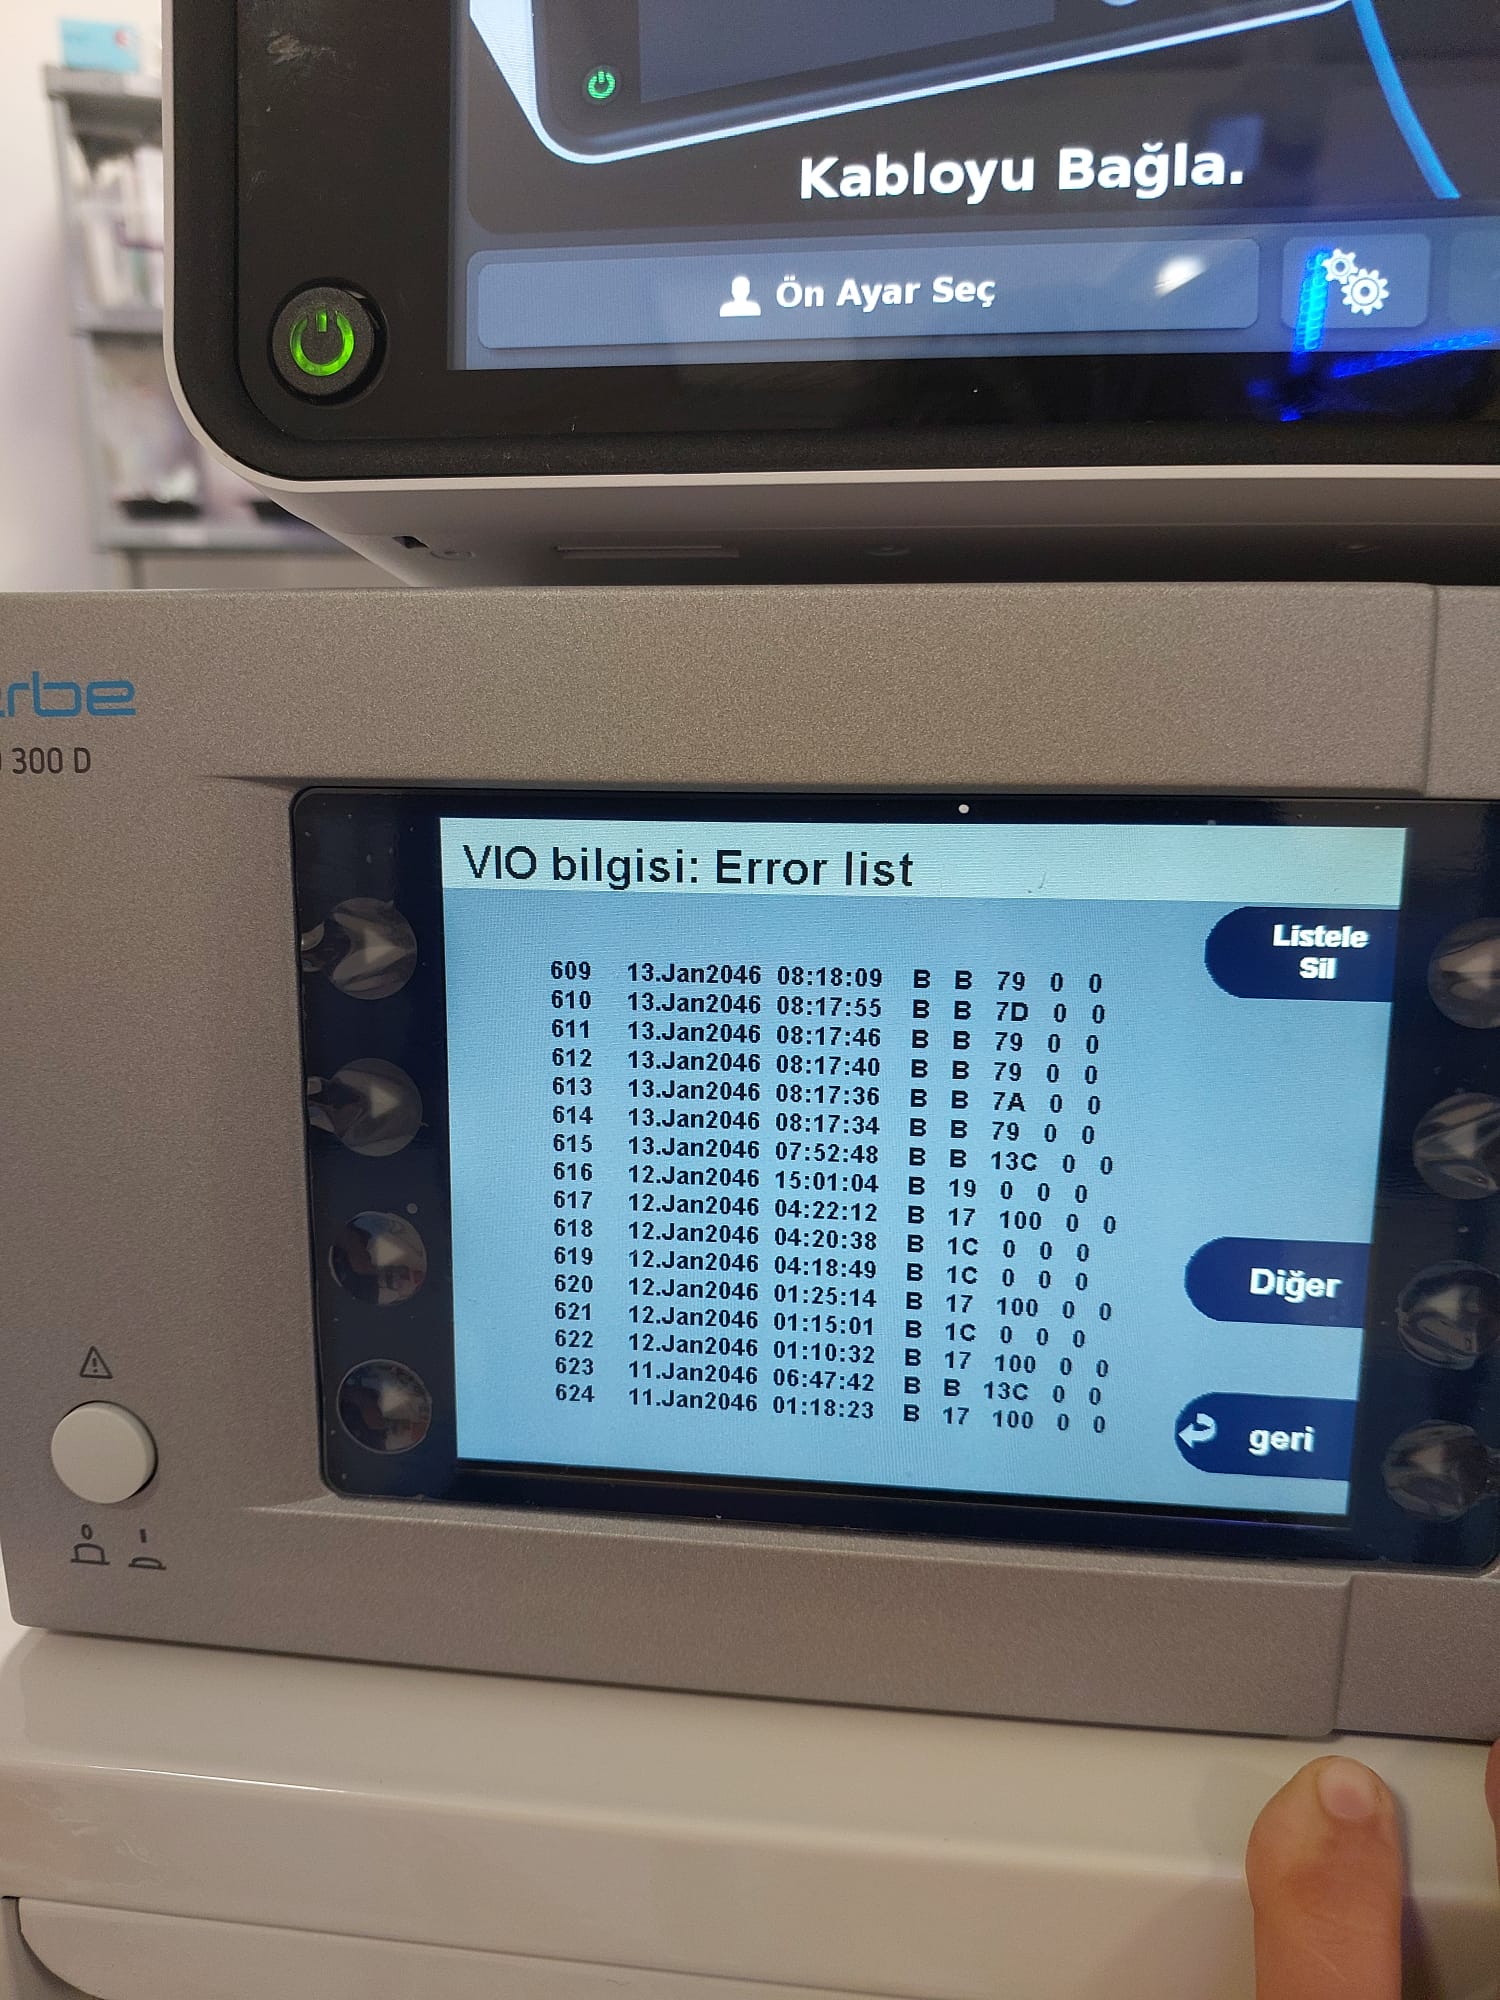 Kabloyu Bağla.
Ön Ayar Seç
erbe
300 D
VIO bilgisi: Error list
Listele
Sil
609 13.Jan2046 08:18:09 B B 79 0 0
610 13.Jan2046 08:17:55 B B 7D 0 0
611 13.Jan2046 08:17:46 B B 79 0 0
612 13.Jan2046 08:17:40 B B 79 0 0
613 13.Jan2046 08:17:36 B B 7A 0 0
614 13.Jan2046 08:17:34 B B 79 0 0
615 13.Jan2046 07:52:48 B B 13C 0 0
616 12.Jan2046 15:01:04 B 19 0 0 0
617 12.Jan2046 04:22:12 B 17 100 0 0
618 12.Jan2046 04:20:38 B 1C 0 0 0
619 12.Jan2046 04:18:49 B 1C 0 0 0
620 12.Jan2046 01:25:14 B 17 100 0 0
621 12.Jan2046 01:15:01 B 1C 0 0 0
622 12.Jan2046 01:10:32 B 17 100 0 0
623 11.Jan2046 06:47:42 B B 13C 0 0
624 11.Jan2046 01:18:23 B 17 100 0 0
Diğer
geri